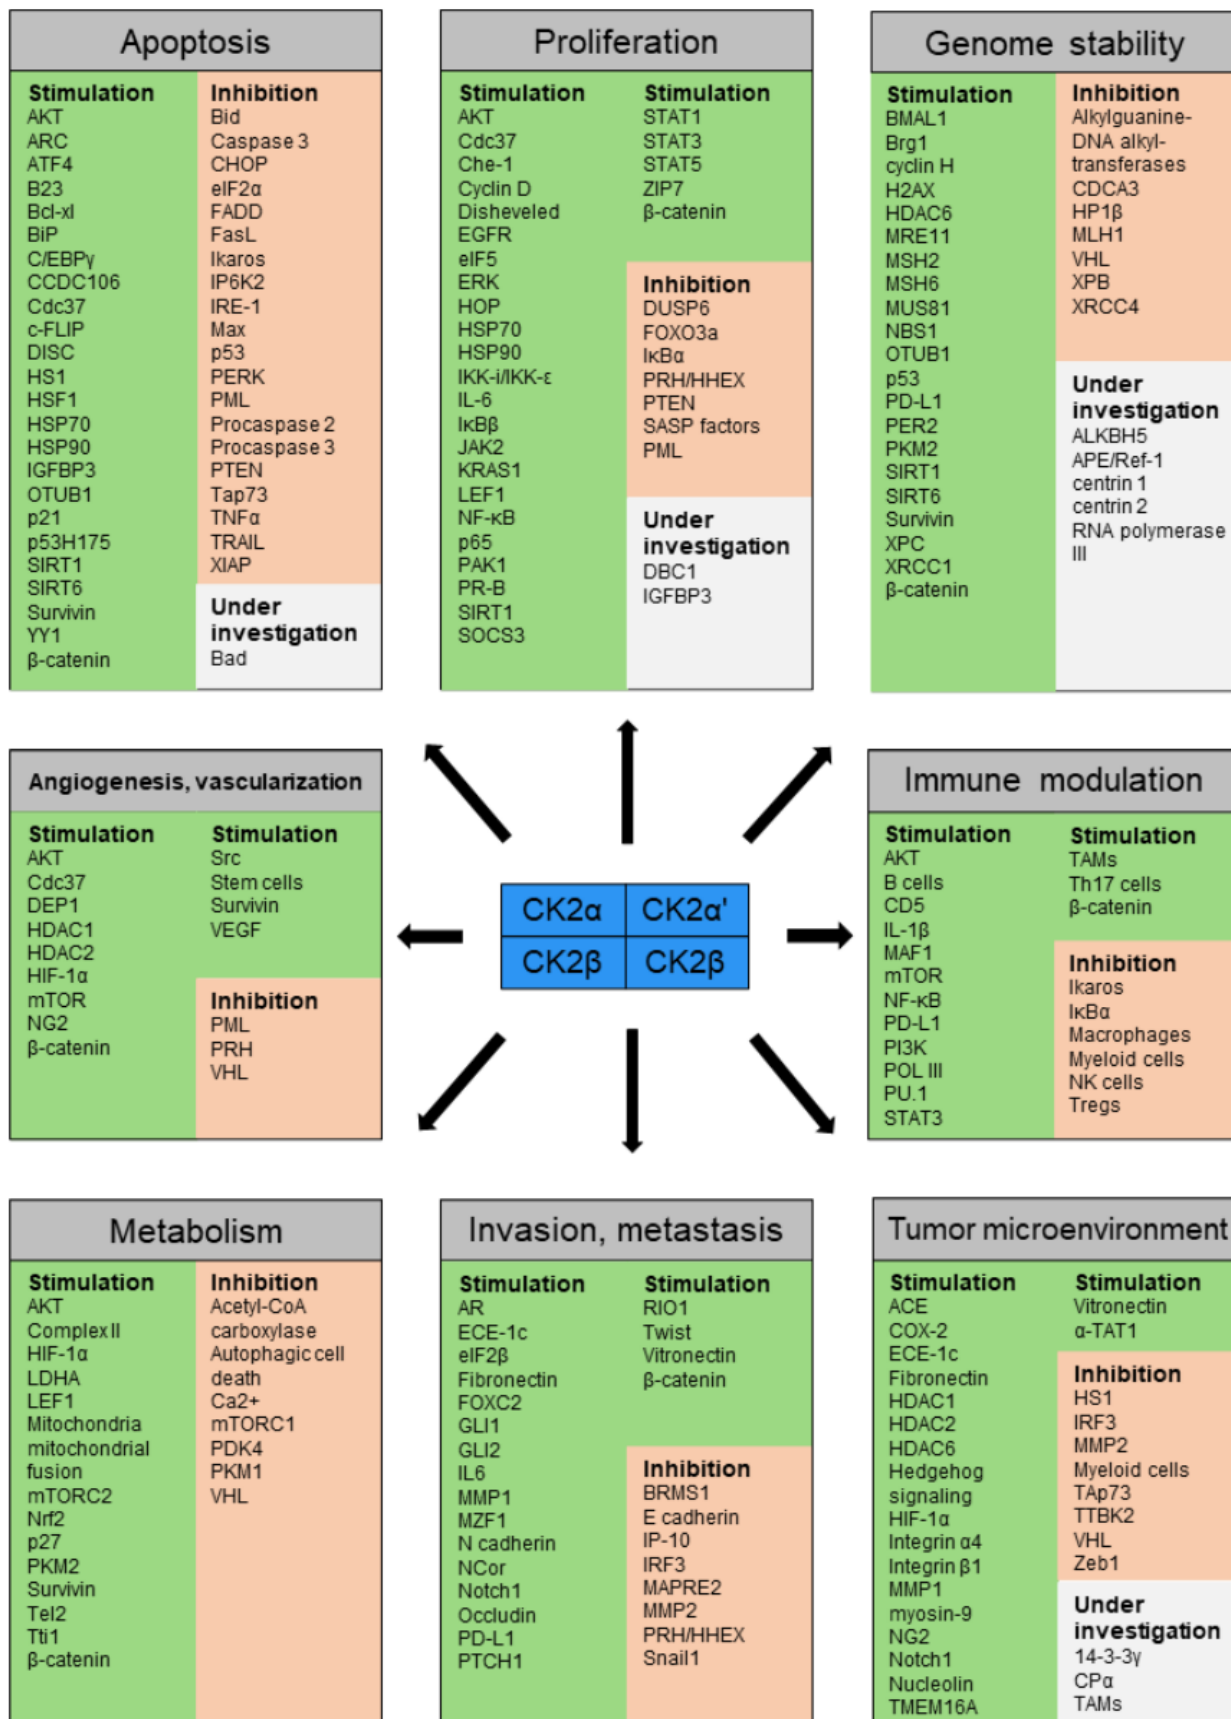 Apoptosis
Stimulation
AKT
ARC
ATF4
B23
Bcl-xl
BiP
C/EBPγ
CCDC106
Cdc37
c-FLIP
DISC
HS1
HSF1
HSP70
HSP90
IGFBP3
OTUB1
p21
p53H175
SIRT1
SIRT6
Survivin
YY1
β-catenin
Inhibition
Bid
Caspase 3
CHOP
eIF2α
FADD
FasL
Ikaros
IP6K2
IRE-1
Max
p53
PERK
PML
Procaspase 2
Procaspase 3
PTEN
Tap73
TNFα
TRAIL
XIAP
Under
investigation
Bad
Proliferation
Stimulation
AKT
Cdc37
Che-1
Cyclin D
Disheveled
EGFR
eIF5
ERK
HOP
HSP70
HSP90
IKK-i/IKK-ε
IL-6
IκBβ
JAK2
KRAS1
LEF1
NF-κB
p65
PAK1
PR-B
SIRT1
SOCS3
Stimulation
STAT1
STAT3
STAT5
ZIP7
β-catenin
Inhibition
DUSP6
FOXO3a
IκBα
PRH/HHEX
PTEN
SASP factors
PML
Under
investigation
DBC1
IGFBP3
Genome stability
Stimulation
BMAL1
Brg1
cyclin H
H2AX
HDAC6
MRE11
MSH2
MSH6
MUS81
NBS1
OTUB1
p53
PD-L1
PER2
PKM2
SIRT1
SIRT6
Survivin
XPC
XRCC1
β-catenin
Inhibition
Alkylguanine-
DNA alkyl-
transferases
CDCA3
HP1β
MLH1
VHL
XPB
XRCC4
Under
investigation
ALKBH5
APE/Ref-1
centrin 1
centrin 2
RNA polymerase
III
Angiogenesis, vascularization
Stimulation
AKT
Cdc37
DEP1
HDAC1
HDAC2
HIF-1α
mTOR
NG2
β-catenin
Stimulation
Src
Stem cells
Survivin
VEGF
Inhibition
PML
PRH
VHL
CK2α
CK2α'
CK2β
CK2β
Immune modulation
Stimulation
AKT
B cells
CD5
IL-1β
MAF1
mTOR
NF-κB
PD-L1
PI3K
POL III
PU.1
STAT3
Stimulation
TAMs
Th17 cells
β-catenin
Inhibition
Ikaros
IκBα
Macrophages
Myeloid cells
NK cells
Tregs
Metabolism
Stimulation
AKT
Complex II
HIF-1α
LDHA
LEF1
Mitochondria
mitochondrial
fusion
mTORC2
Nrf2
p27
PKM2
Survivin
Tel2
Tti1
β-catenin
Inhibition
Acetyl-CoA
carboxylase
Autophagic cell
death
Ca2+
mTORC1
PDK4
PKM1
VHL
Invasion, metastasis
Stimulation
AR
ECE-1c
eIF2β
Fibronectin
FOXC2
GLI1
GLI2
IL6
MMP1
MZF1
N cadherin
NCor
Notch1
Occludin
PD-L1
PTCH1
Stimulation
RIO1
Twist
Vitronectin
β-catenin
Inhibition
BRMS1
E cadherin
IP-10
IRF3
MAPRE2
MMP2
PRH/HHEX
Snail1
Tumor microenvironment
Stimulation
ACE
COX-2
ECE-1c
Fibronectin
HDAC1
HDAC2
HDAC6
Hedgehog
signaling
HIF-1α
Integrin α4
Integrin β1
MMP1
myosin-9
NG2
Notch1
Nucleolin
TMEM16A
Stimulation
Vitronectin
α-TAT1
Inhibition
HS1
IRF3
MMP2
Myeloid cells
TAp73
TTBK2
VHL
Zeb1
Under
investigation
14-3-3γ
CPα
TAMs